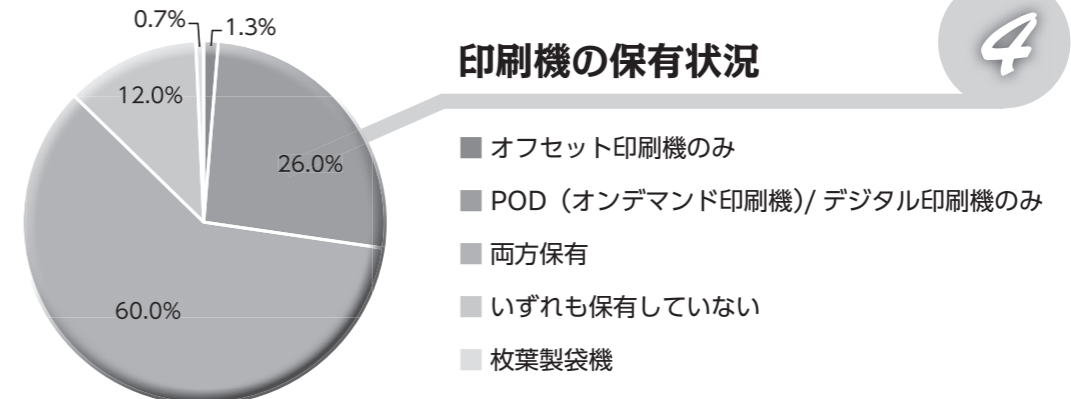 0.7%
1.3%
12.0%
26.0%
60.0%
印刷機の保有状況
4
オフセット印刷機のみ
POD（オンデマンド印刷機）/ デジタル印刷機のみ
両方保有
いずれも保有していない
枚葉製袋機